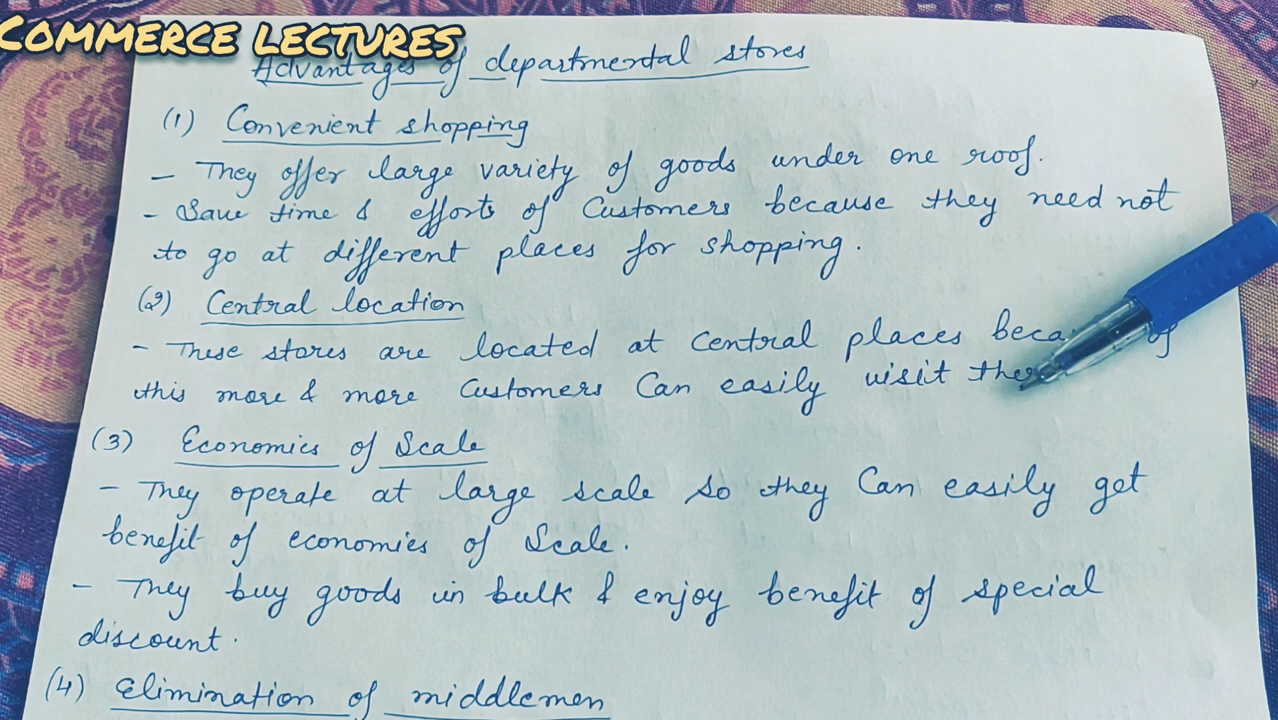 COMMERCE LECTURES
Advantages of departmental stores
(1) Convenient shopping
- They offer large variety of goods under one roof.
- Save time & efforts of Customers because they need not
to go at different places for shopping.
(2) Central location
- These stores are located at Central places of
this more & more Customers Can easily visit
(3) Economics of Scale
- They operate at large scale so they Can easily get
benefit of economies of Scale.
- They buy goods in bulk & enjoy benefit of special
discount.
(4) Elimination of middlemen